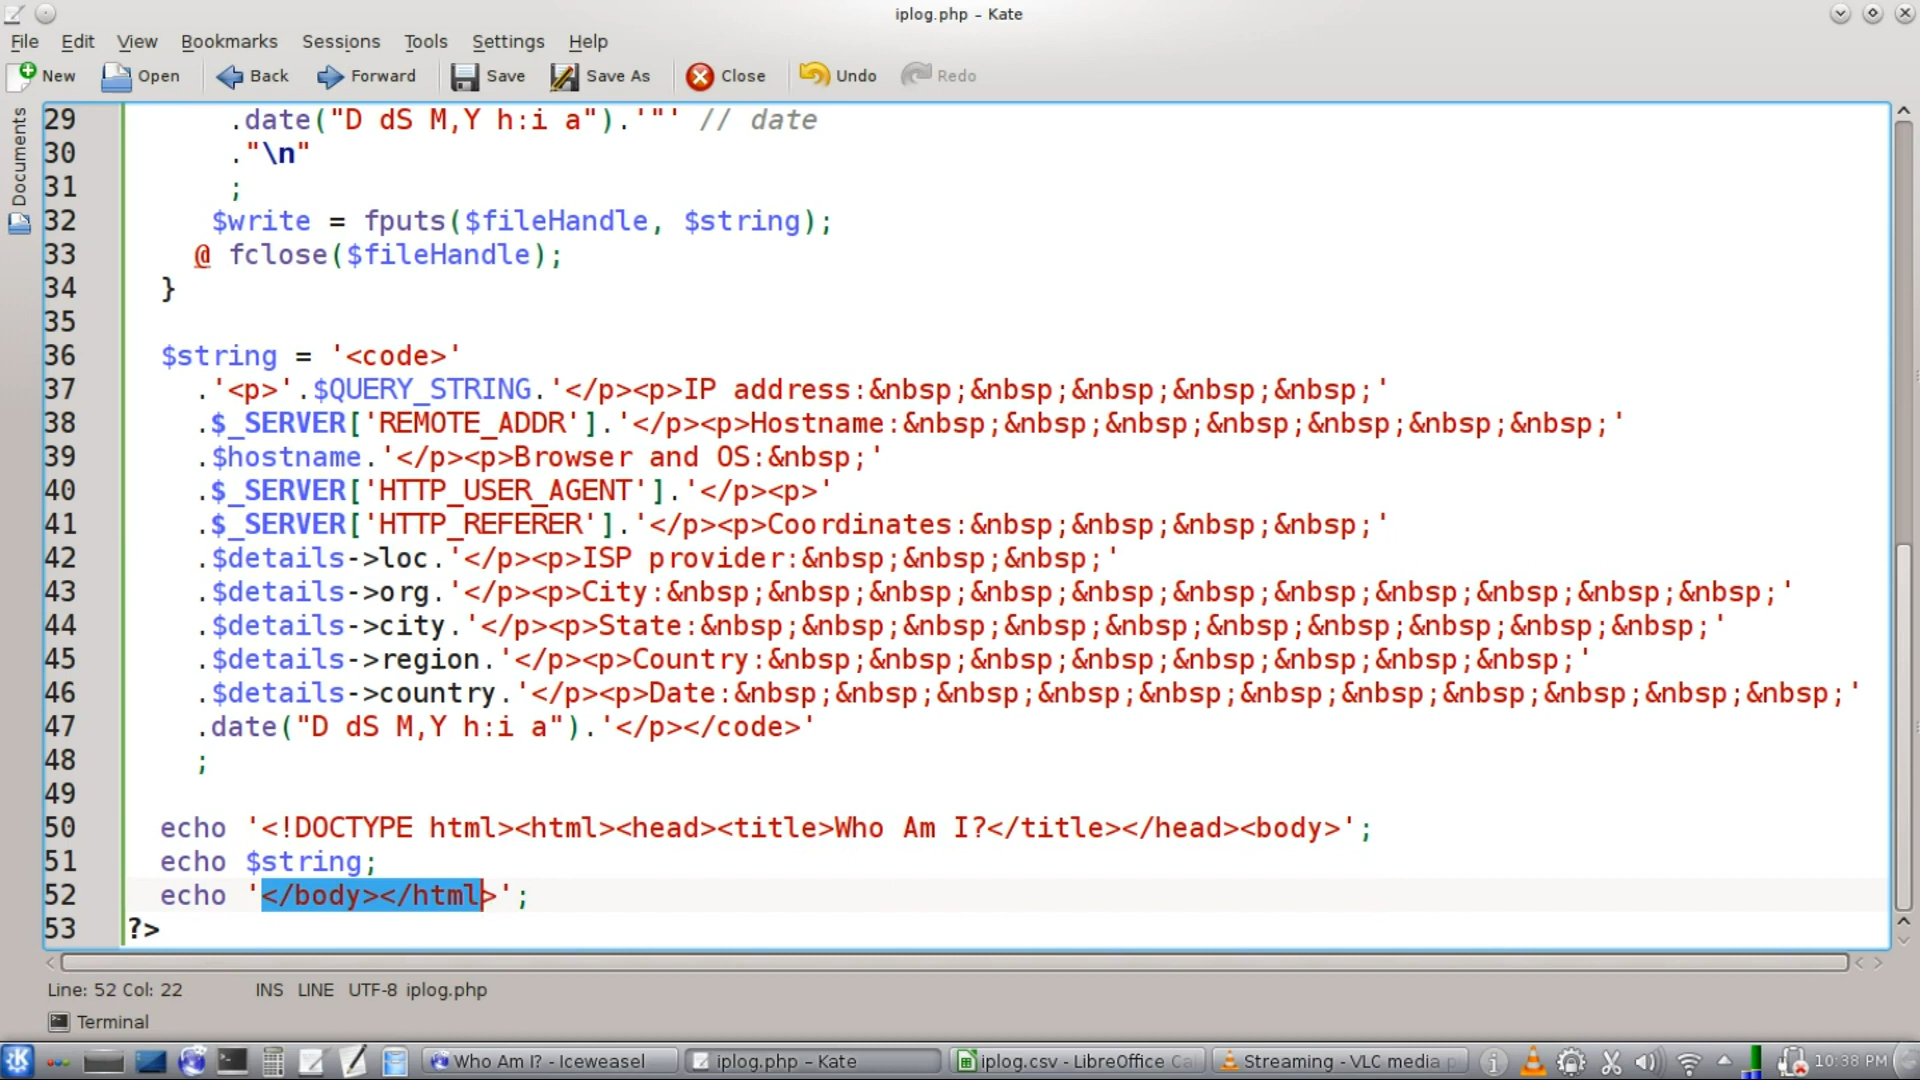 iplog.php – Kate
File Edit View Bookmarks Sessions Tools Settings Help
New Open Back Forward Save Save As Close Undo Redo
Documents
29 .date("D dS M,Y h:i a").'"' // date
30 ."\n"
31 ;
32 $write = fputs($fileHandle, $string);
33 @ fclose($fileHandle);
34 }
35
36 $string = '<code>'
37 .'<p>'.$QUERY_STRING.'</p><p>IP address:&nbsp;&nbsp;&nbsp;&nbsp;&nbsp;'
38 .$_SERVER['REMOTE_ADDR'].'</p><p>Hostname:&nbsp;&nbsp;&nbsp;&nbsp;&nbsp;&nbsp;&nbsp;'
39 .$hostname.'</p><p>Browser and OS:&nbsp;'
40 .$_SERVER['HTTP_USER_AGENT'].'</p><p>'
41 .$_SERVER['HTTP_REFERER'].'</p><p>Coordinates:&nbsp;&nbsp;&nbsp;&nbsp;'
42 .$details->loc.'</p><p>ISP provider:&nbsp;&nbsp;&nbsp;'
43 .$details->org.'</p><p>City:&nbsp;&nbsp;&nbsp;&nbsp;&nbsp;&nbsp;&nbsp;&nbsp;&nbsp;&nbsp;&nbsp;'
44 .$details->city.'</p><p>State:&nbsp;&nbsp;&nbsp;&nbsp;&nbsp;&nbsp;&nbsp;&nbsp;&nbsp;&nbsp;'
45 .$details->region.'</p><p>Country:&nbsp;&nbsp;&nbsp;&nbsp;&nbsp;&nbsp;&nbsp;&nbsp;'
46 .$details->country.'</p><p>Date:&nbsp;&nbsp;&nbsp;&nbsp;&nbsp;&nbsp;&nbsp;&nbsp;&nbsp;&nbsp;&nbsp;'
47 .date("D dS M,Y h:i a").'</p></code>'
48 ;
49
50 echo '<!DOCTYPE html><html><head><title>Who Am I?</title></head><body>';
51 echo $string;
52 echo '</body></html>';
53 ?>
Line: 52 Col: 22 INS LINE UTF-8 iplog.php
Terminal
Who Am I? - Iceweasel iplog.php – Kate iplog.csv - LibreOffice Ca Streaming - VLC media p 10:38 PM